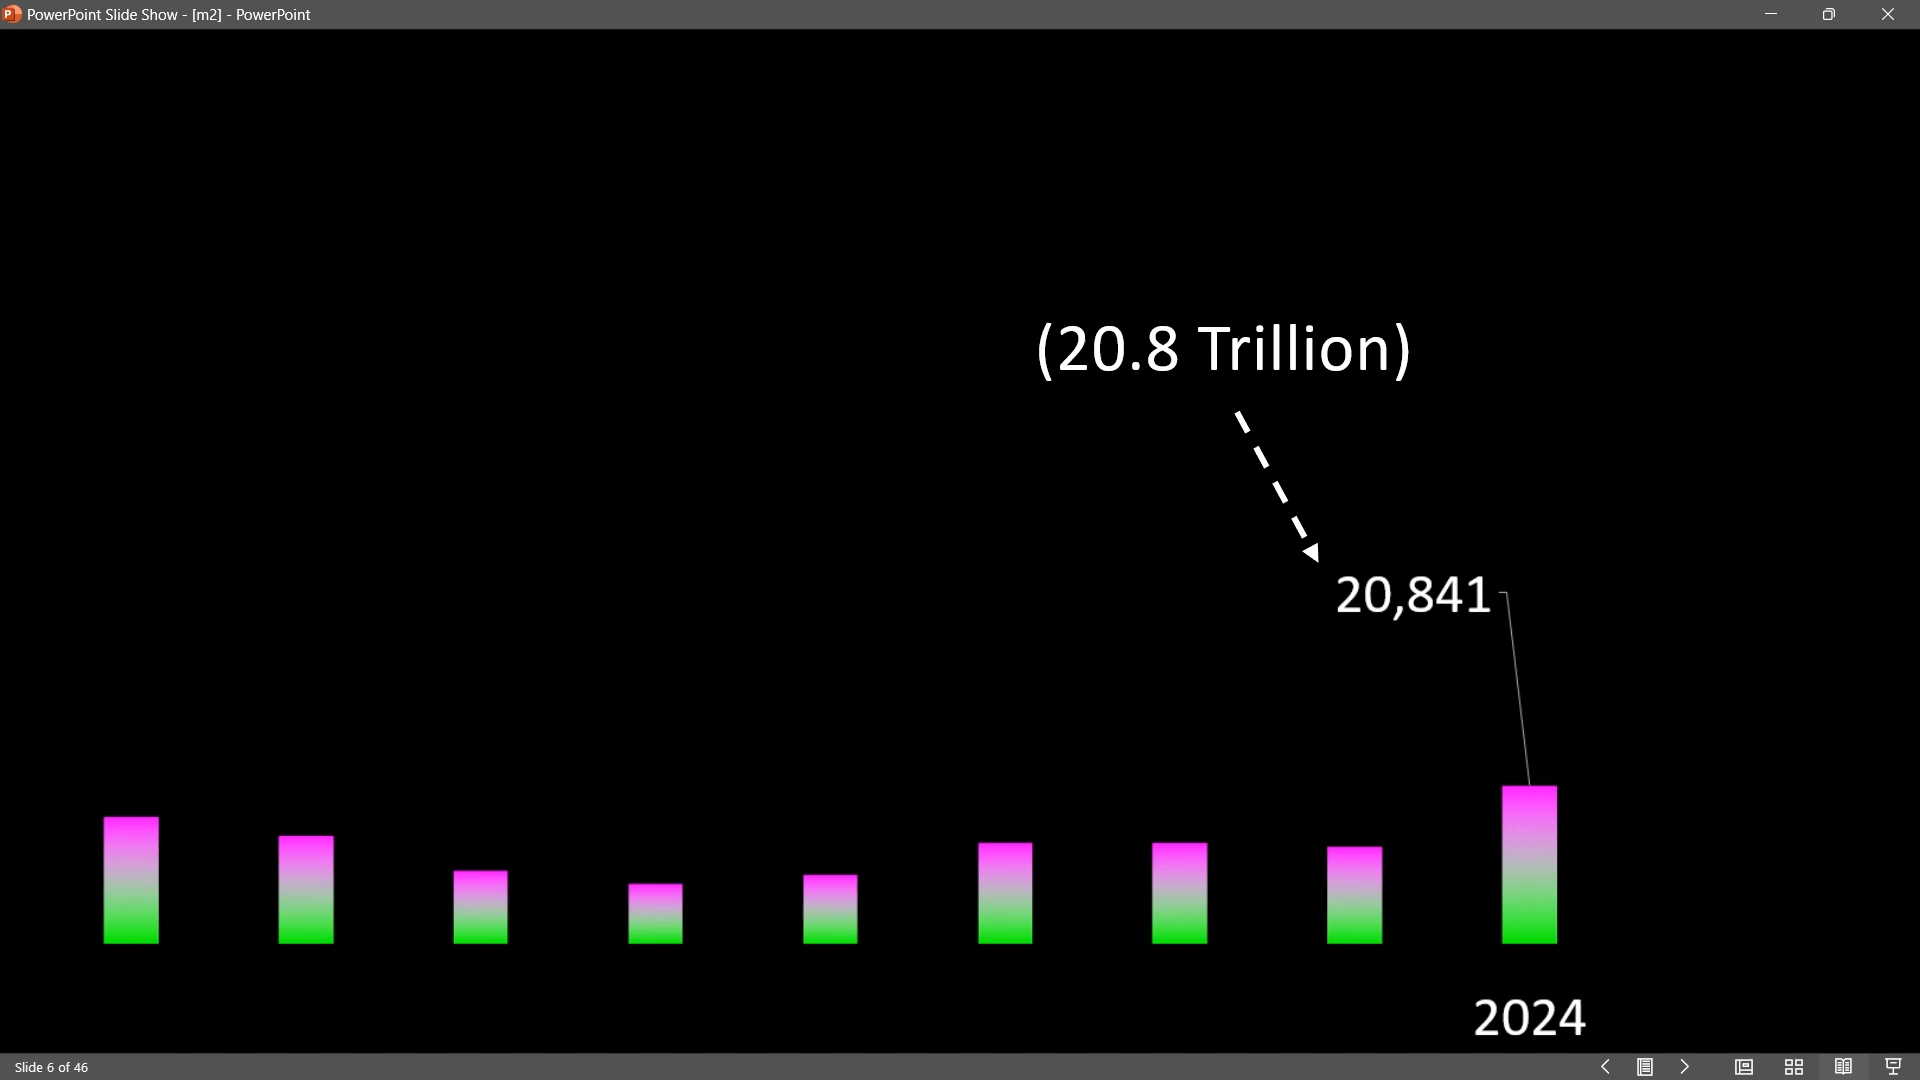 PowerPoint Slide Show - [m2] - PowerPoint
(20.8 Trillion)
20,841
2024
Slide 6 of 46